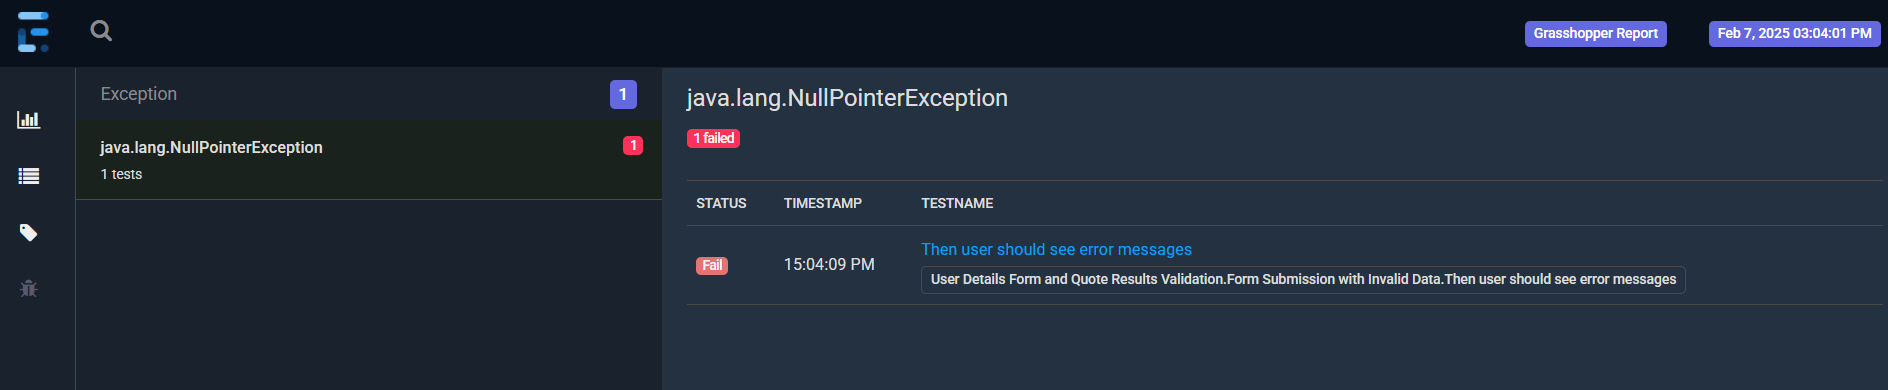 Grasshopper Report
Feb 7, 2025 03:04:01 PM
Exception
1
java.lang.NullPointerException
1
1 tests
java.lang.NullPointerException
1 failed
STATUS TIMESTAMP TESTNAME
Fail
15:04:09 PM
Then user should see error messages
User Details Form and Quote Results Validation.Form Submission with Invalid Data.Then user should see error messages